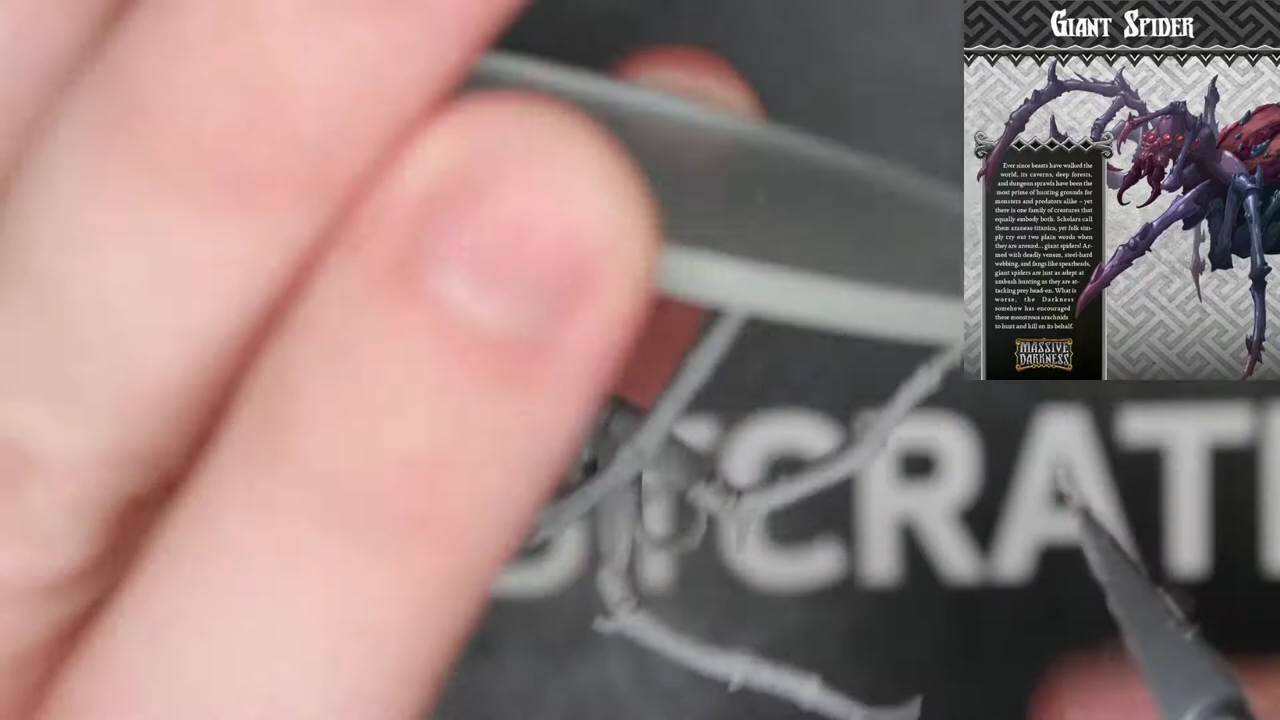 GIANT SPIDER
Ever since beasts have walked the
world, its caverns, deep forests,
and dungeon sprawls have been the
most prime of hunting grounds for
monsters and predators alike – yet
there is one family of creatures that
equally embody both. Scholars call
them araneae titanica, yet folk sim-
ply cry out two plain words when
they are around... giant spiders! Ar-
med with deadly venom, steel-hard
webbing, and fangs like spearheads,
giant spiders are just as adept at
ambush hunting as they are at-
tacking prey head-on. What is
worse, the Darkness
somehow has encouraged
these monstrous arachnids
to hunt and kill on its behalf.
MASSIVE
DARKNESS
CRAT